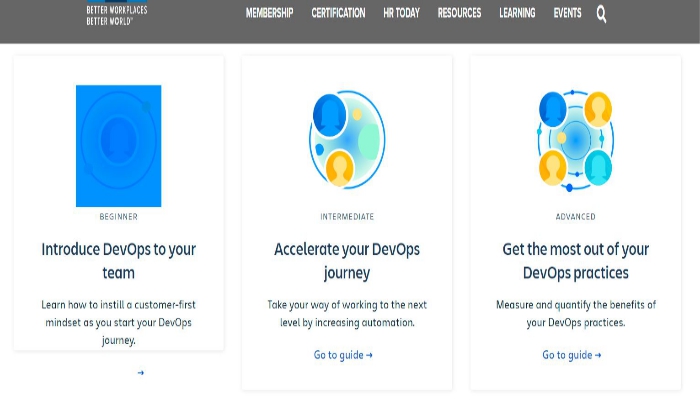 BETTER WORKPLACES
BETTER WORLD™
MEMBERSHIP CERTIFICATION HR TODAY RESOURCES LEARNING EVENTS
BEGINNER
Introduce DevOps to your
team
Learn how to instill a customer-first
mindset as you start your DevOps
journey.
→
INTERMEDIATE
Accelerate your DevOps
journey
Take your way of working to the next
level by increasing automation.
Go to guide →
ADVANCED
Get the most out of your
DevOps practices
Measure and quantify the benefits of
your DevOps practices.
Go to guide →